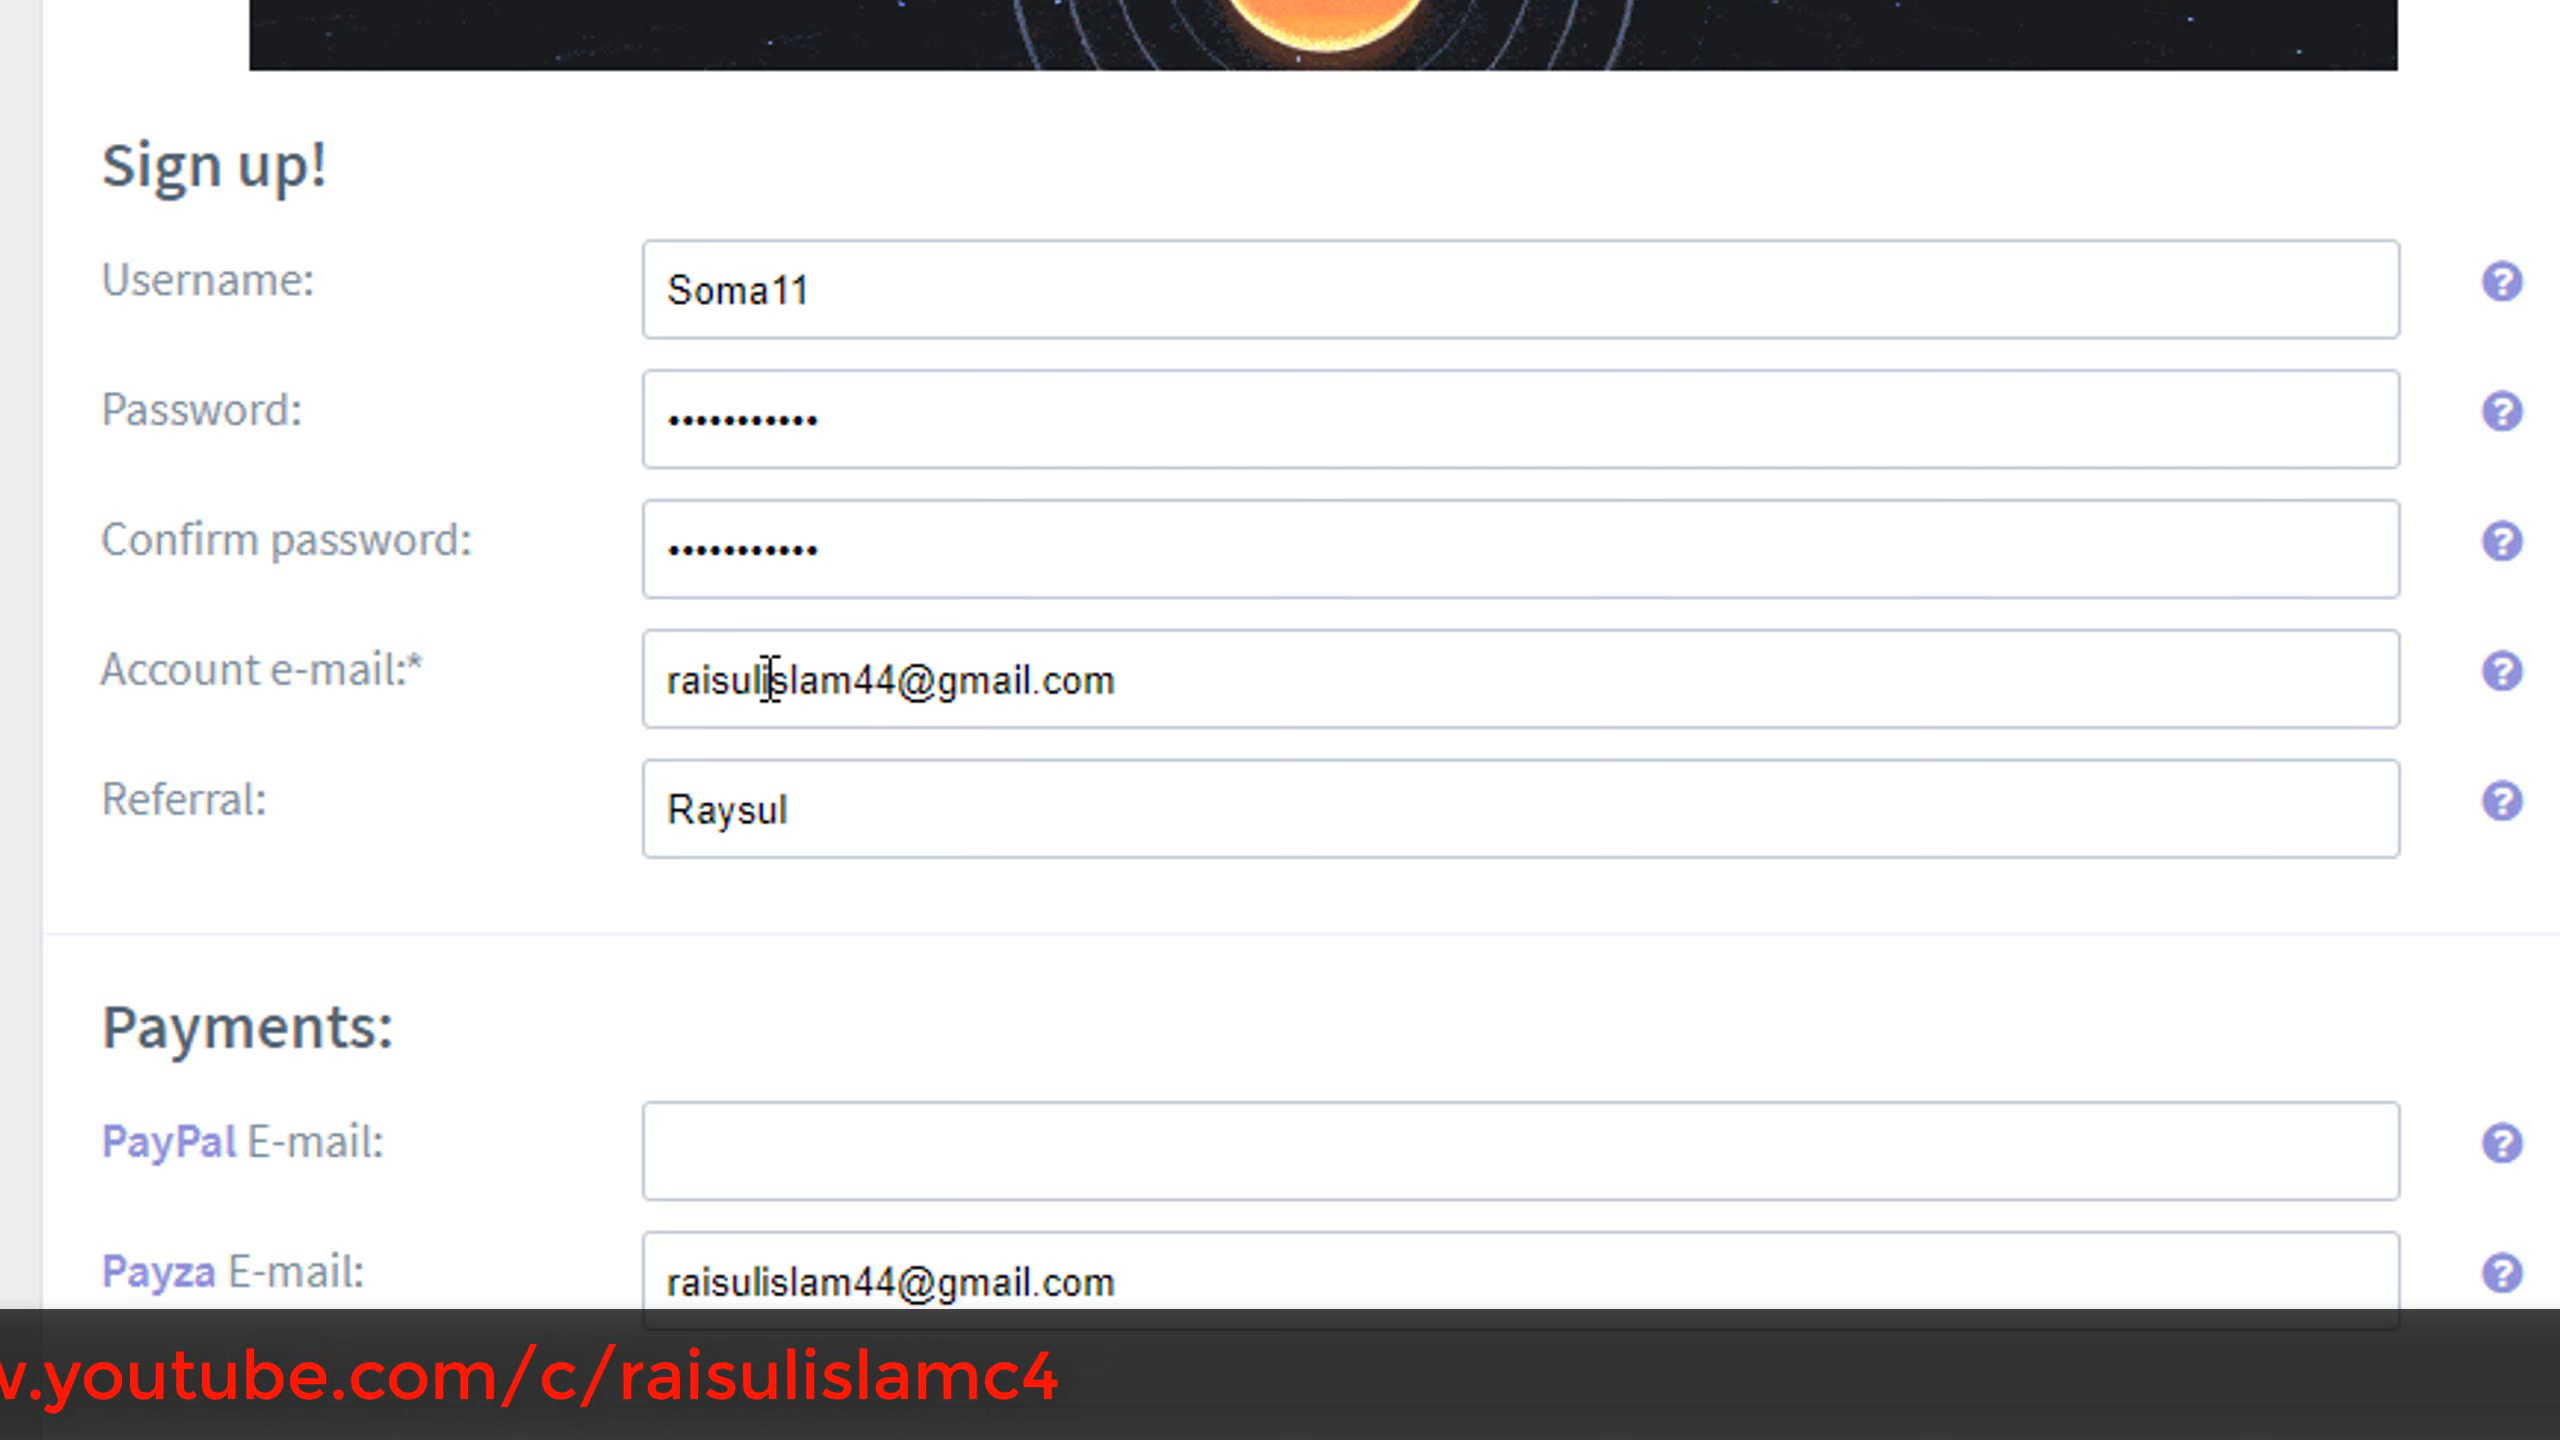 Sign up!
Username: Soma11
Password: •••••••••••
Confirm password: •••••••••••
Account e-mail:* raisulislam44@gmail.com
Referral: Raysul
Payments:
PayPal E-mail:
Payza E-mail: raisulislam44@gmail.com
w.youtube.com/c/raisulislamc4